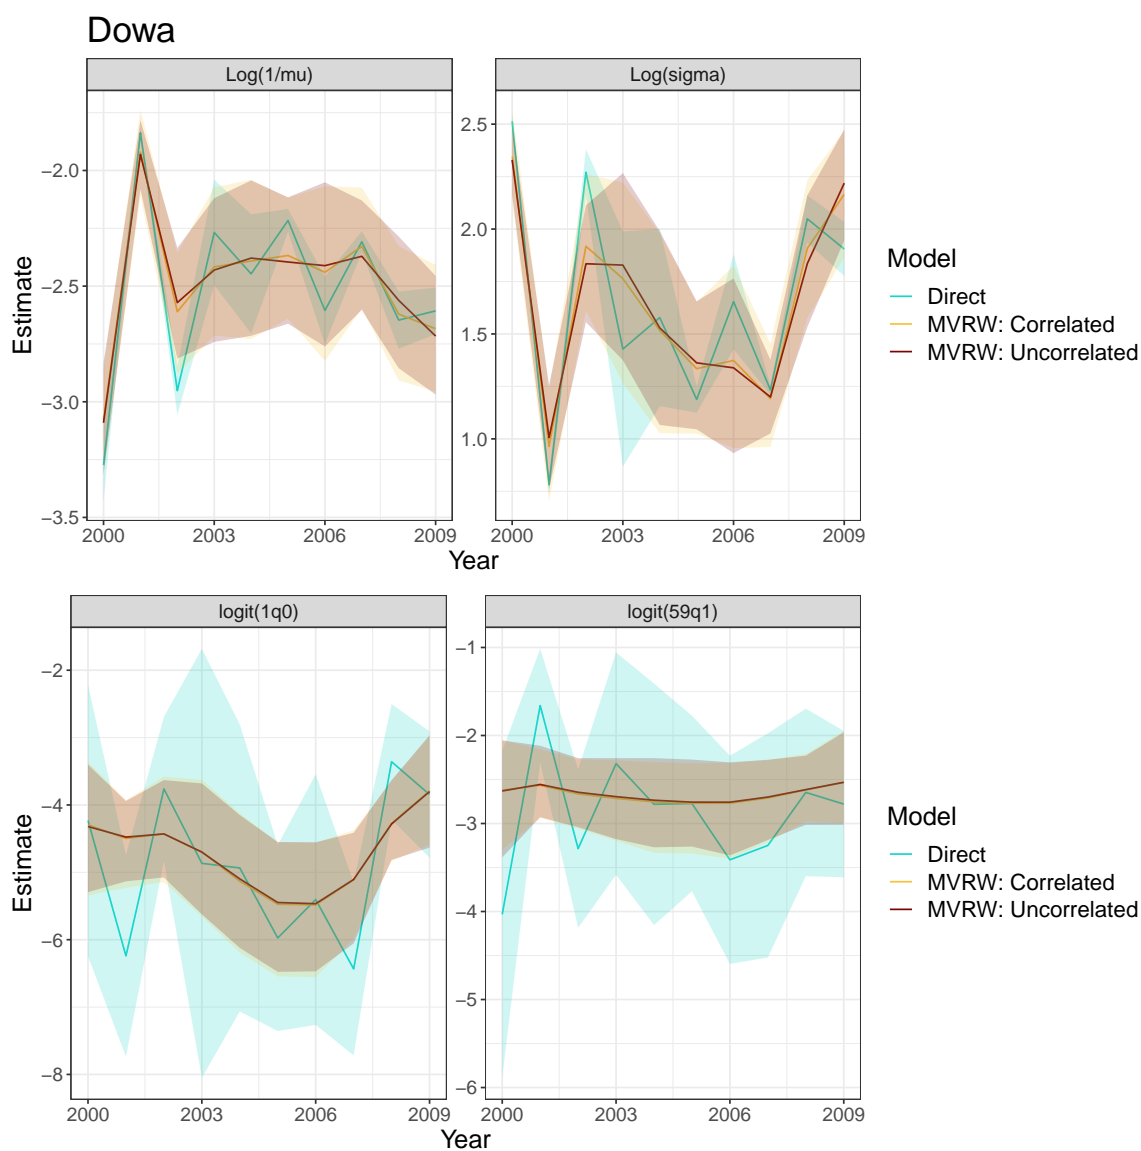 Dowa
Log(1/mu)
Log(sigma)
Estimate
−2.0
−2.5
−3.0
−3.5
2.5
2.0
1.5
1.0
2000
2003
2006
2009
2000
2003
2006
2009
Year
Model
Direct
MVRW: Correlated
MVRW: Uncorrelated
logit(1q0)
logit(59q1)
Estimate
−2
−4
−6
−8
−1
−2
−3
−4
−5
−6
2000
2003
2006
2009
2000
2003
2006
2009
Year
Model
Direct
MVRW: Correlated
MVRW: Uncorrelated